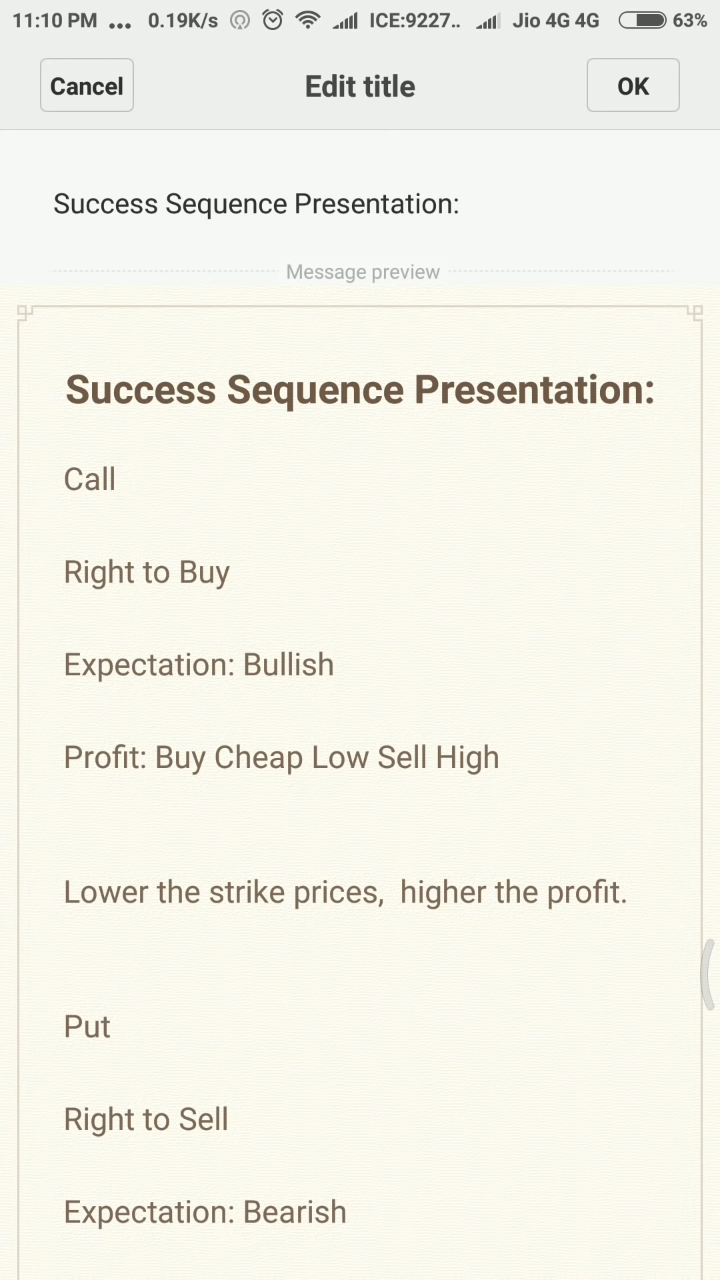 11:10 PM ... 0.19K/s ICE:9227.. Jio 4G 4G 63%
Cancel Edit title OK
Success Sequence Presentation:
Message preview
Success Sequence Presentation:
Call
Right to Buy
Expectation: Bullish
Profit: Buy Cheap Low Sell High
Lower the strike prices,  higher the profit.
Put
Right to Sell
Expectation: Bearish